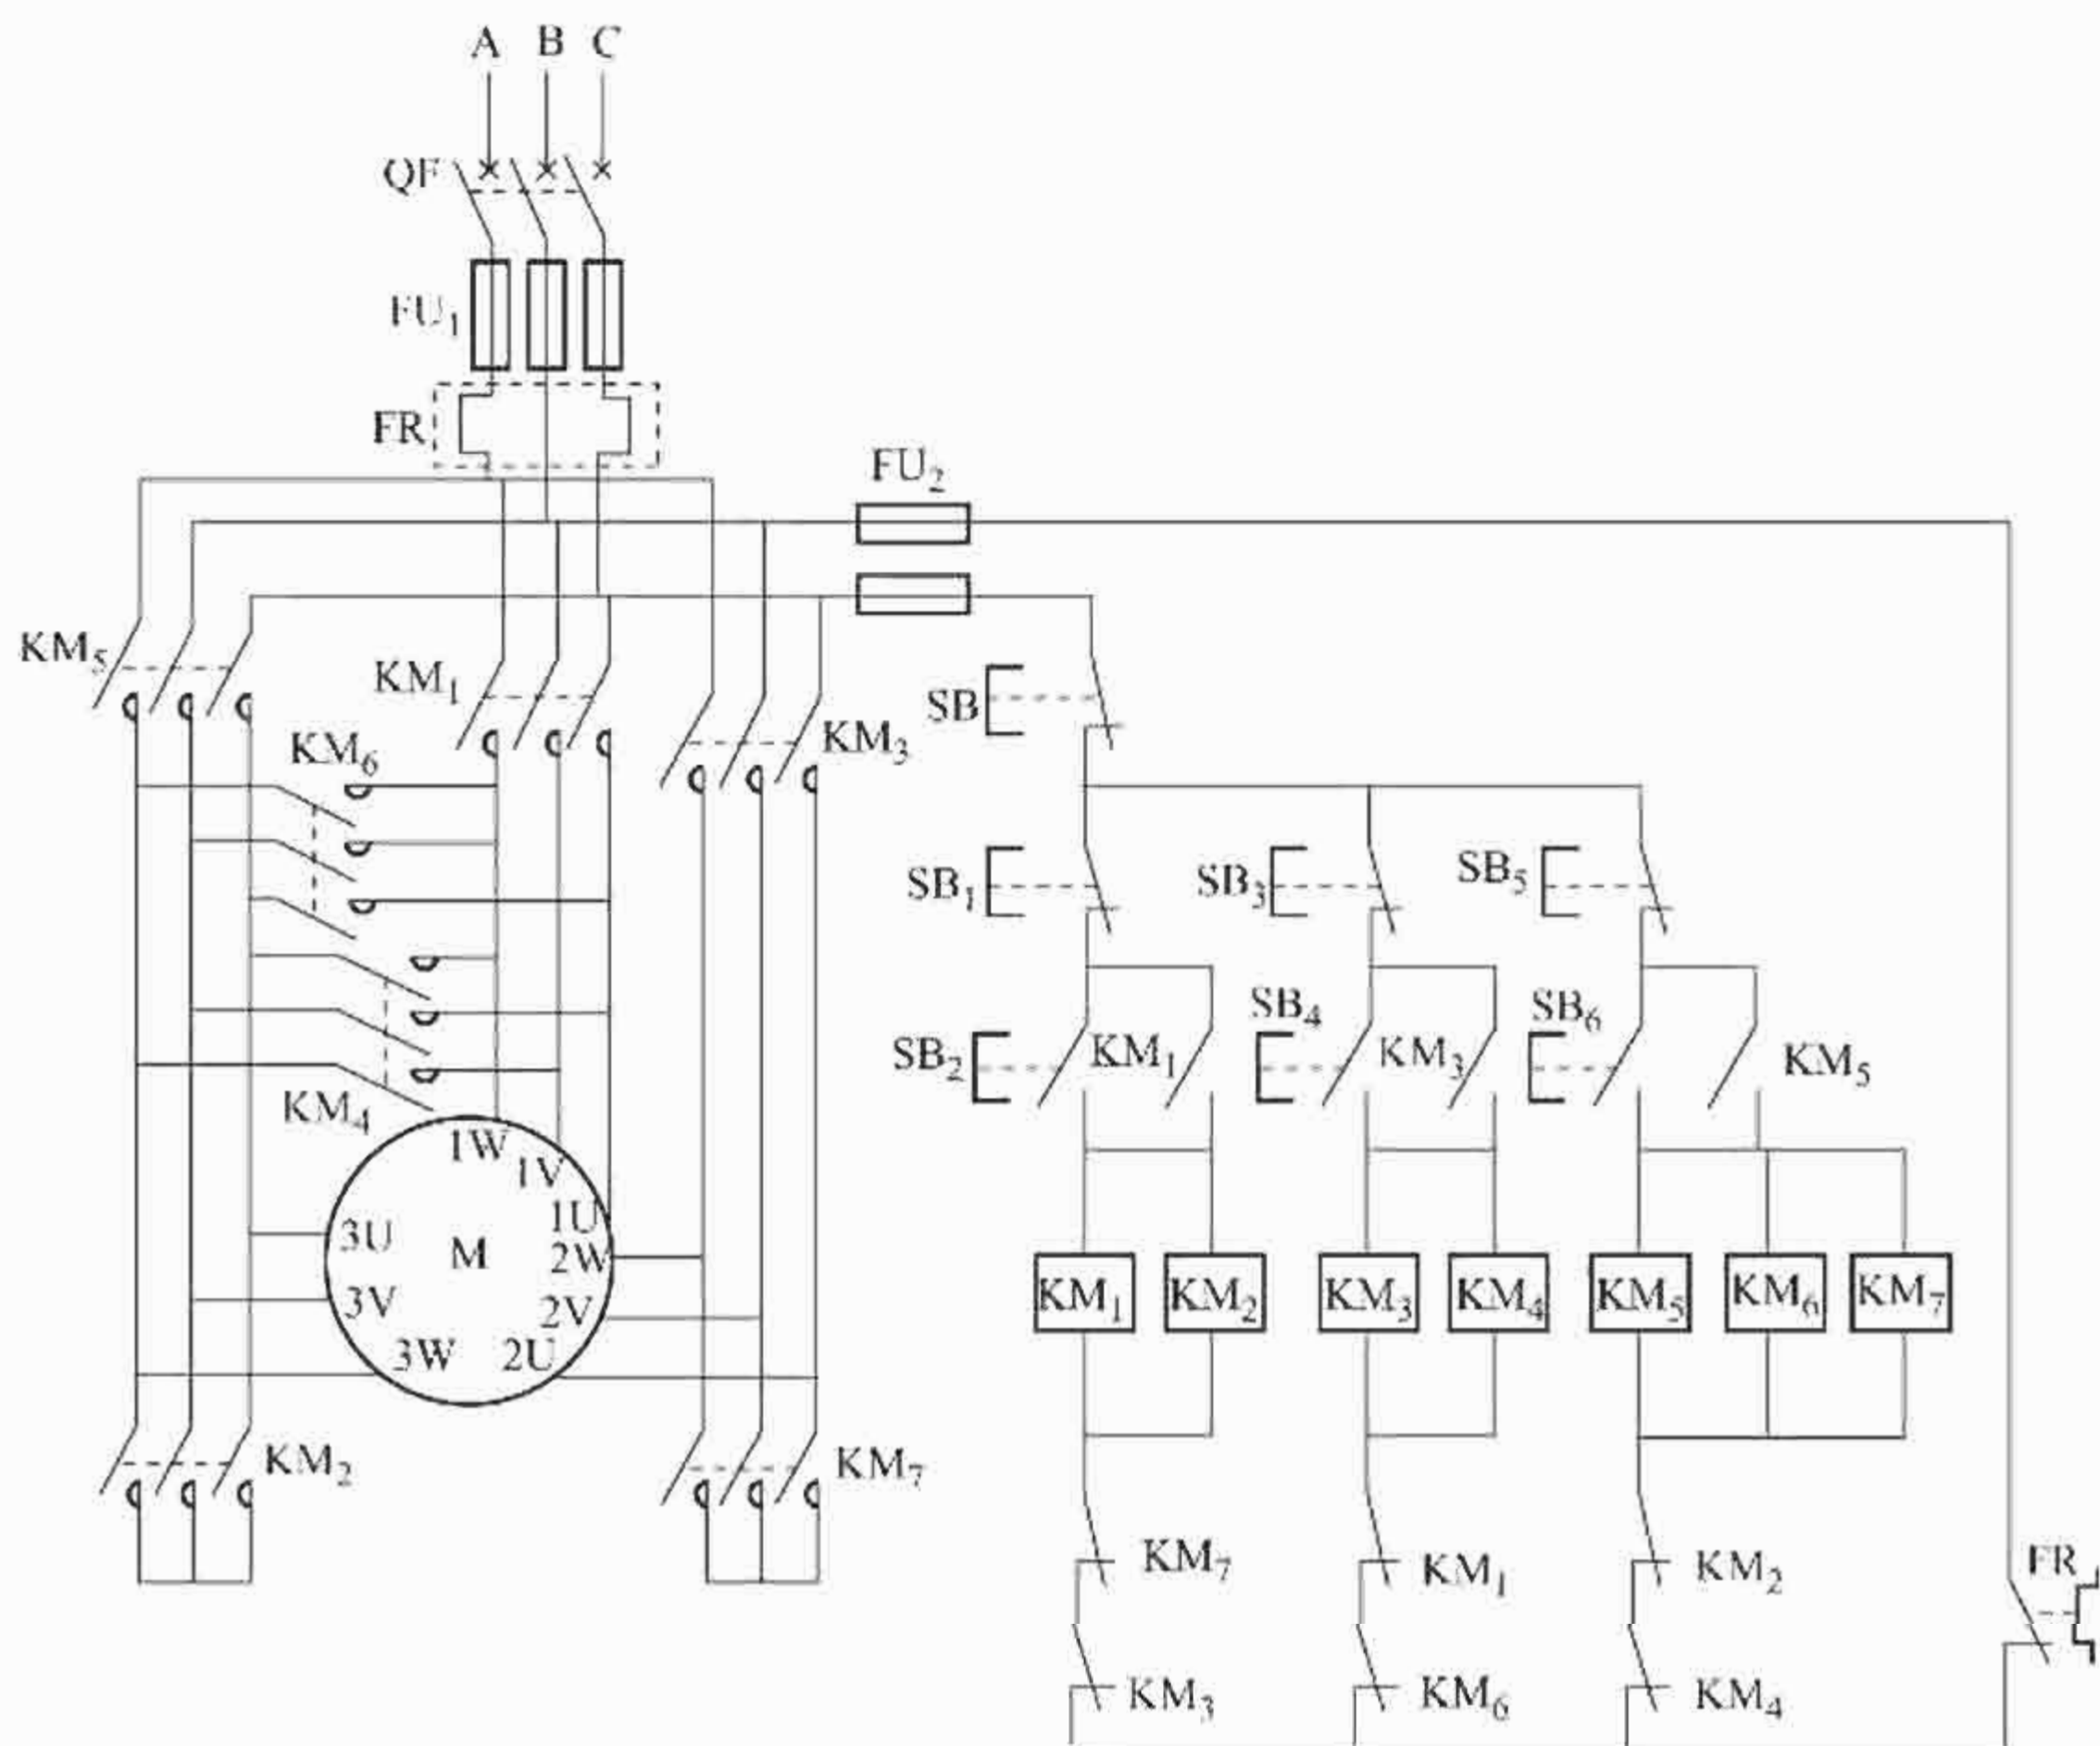 A B C
QF
FU₁
FR
FU₂
KM₅
KM₁
KM₃
SB
KM₆
SB₁
SB₃
SB₅
SB₂
KM₁
SB₄
KM₃
SB₆
KM₅
KM₄
1W
1V
1U
3U
M
2W
3V
2V
3W
2U
KM₁
KM₂
KM₃
KM₄
KM₅
KM₆
KM₇
KM₂
KM₇
KM₇
KM₁
KM₂
FR
KM₃
KM₆
KM₄